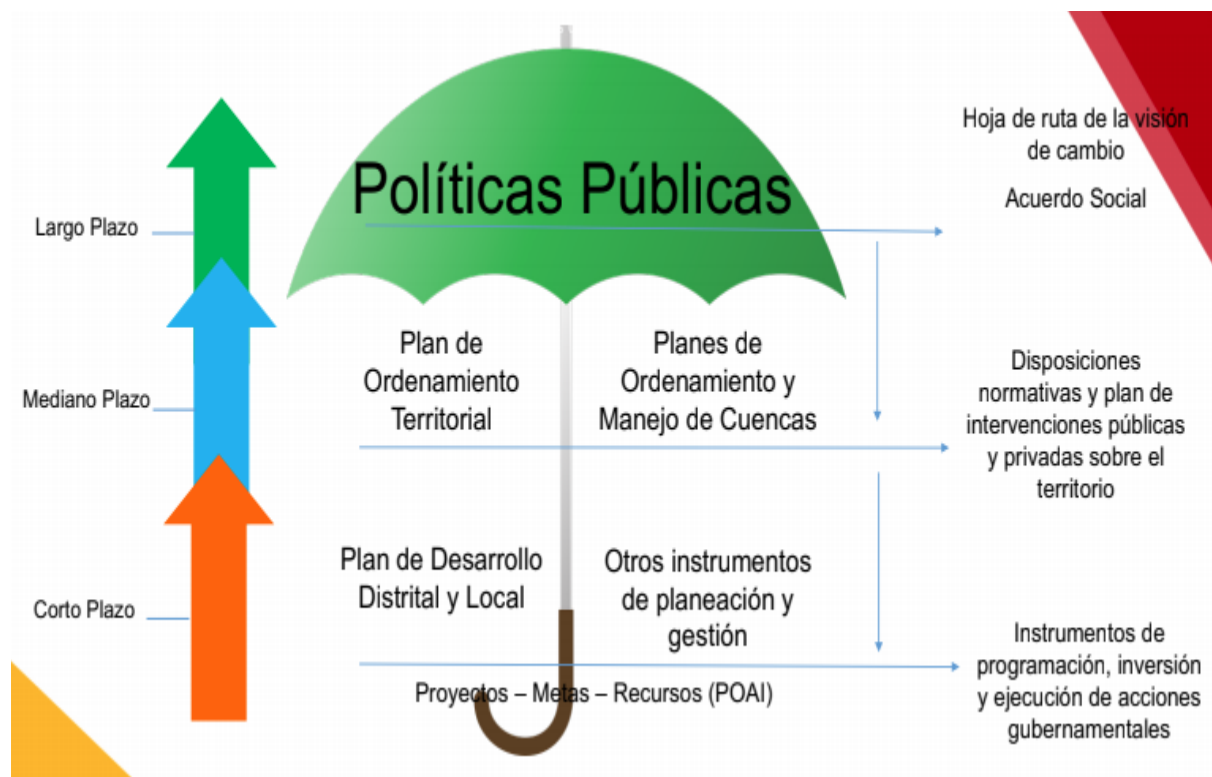 Políticas Públicas
Hoja de ruta de la visión
de cambio
Acuerdo Social
Largo Plazo
Plan de
Ordenamiento
Territorial
Planes de
Ordenamiento y
Manejo de Cuencas
Mediano Plazo
Disposiciones
normativas y plan de
intervenciones públicas
y privadas sobre el
territorio
Plan de Desarrollo
Distrital y Local
Otros instrumentos
de planeación y
gestión
Corto Plazo
Instrumentos de
programación, inversión
y ejecución de acciones
gubernamentales
Proyectos – Metas – Recursos (POAI)